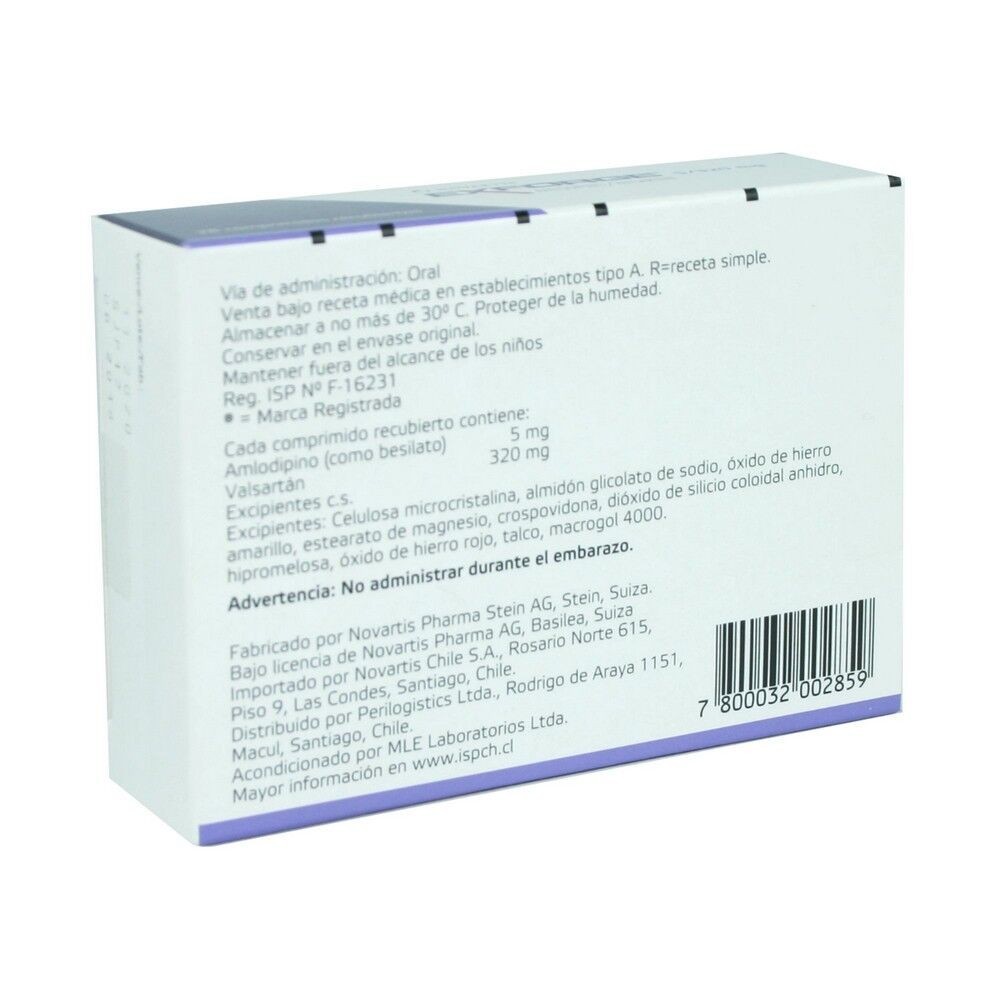 EXFORGE
28 comprimidos recubiertos
Vía de administración: Oral
Venta bajo receta médica en establecimientos tipo A. R=receta simple.
Almacenar a no más de 30º C. Proteger de la humedad.
Conservar en el envase original.
Mantener fuera del alcance de los niños
Reg. ISP Nº F-16231
® = Marca Registrada
Cada comprimido recubierto contiene:
Amlodipino (como besilato) 5 mg
Valsartán 320 mg
Excipientes c.s.
Excipientes: Celulosa microcristalina, almidón glicolato de sodio, óxido de hierro
amarillo, estearato de magnesio, crospovidona, dióxido de silicio coloidal anhidro,
hipromelosa, óxido de hierro rojo, talco, macrogol 4000.
Advertencia: No administrar durante el embarazo.
Fabricado por Novartis Pharma Stein AG, Stein, Suiza.
Bajo licencia de Novartis Pharma AG, Basilea, Suiza
Importado por Novartis Chile S.A., Rosario Norte 615,
Piso 9, Las Condes, Santiago, Chile.
Distribuido por Perilogistics Ltda., Rodrigo de Araya 1151,
Macul, Santiago, Chile.
Acondicionado por MLE Laboratorios Ltda.
Mayor información en www.ispch.cl
7 800032 002859